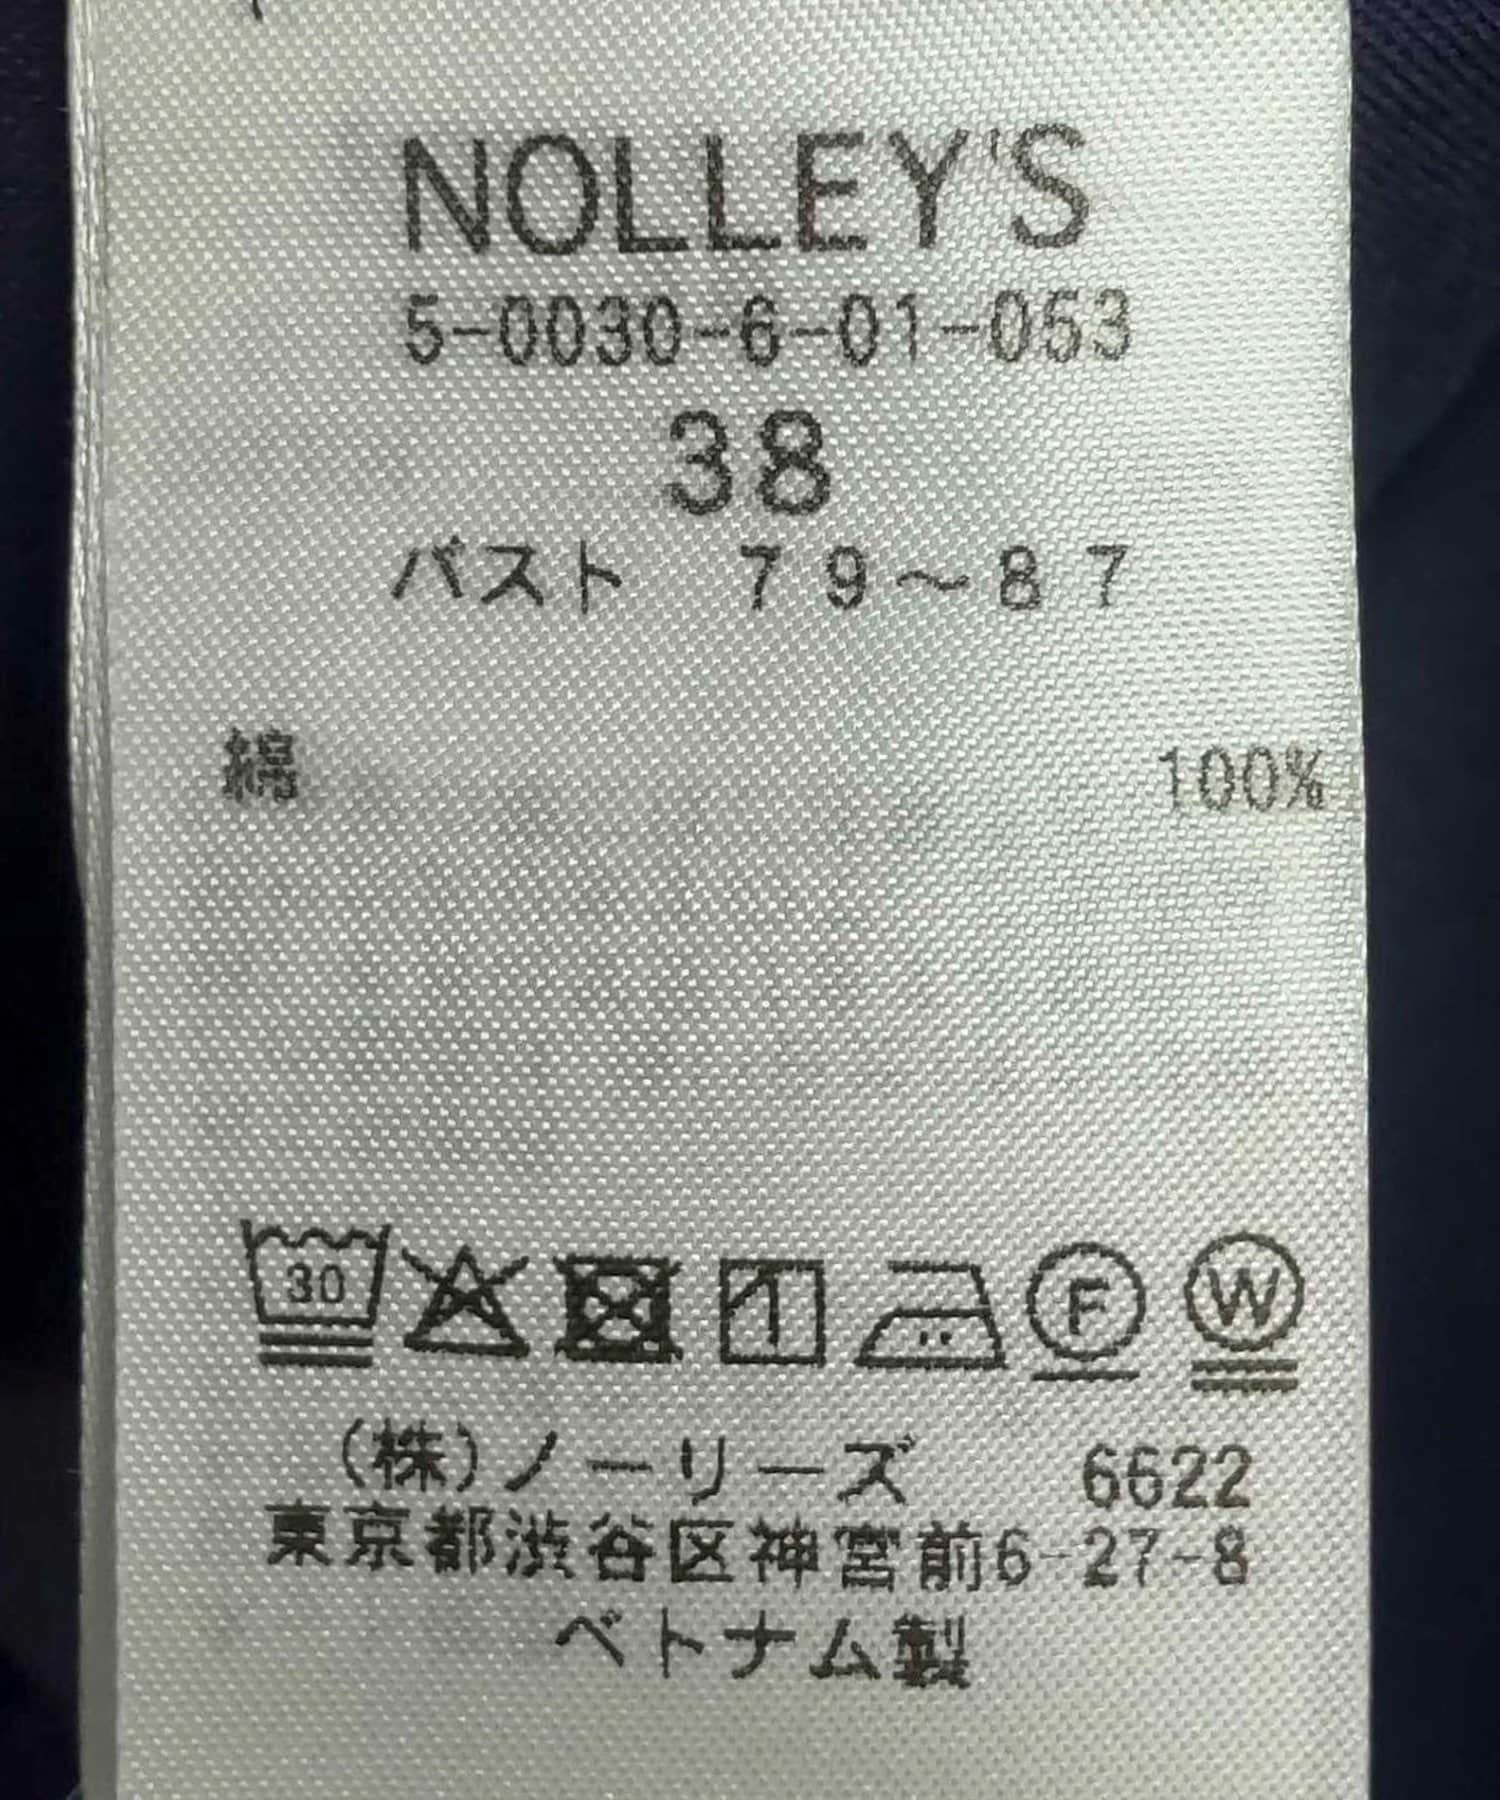 NOLLEY'S
5-0030-6-01-053
38
バスト 79〜87
綿 100%
30 F W
(株)ノーリーズ 6622
東京都渋谷区神宮前6-27-8
ベトナム製